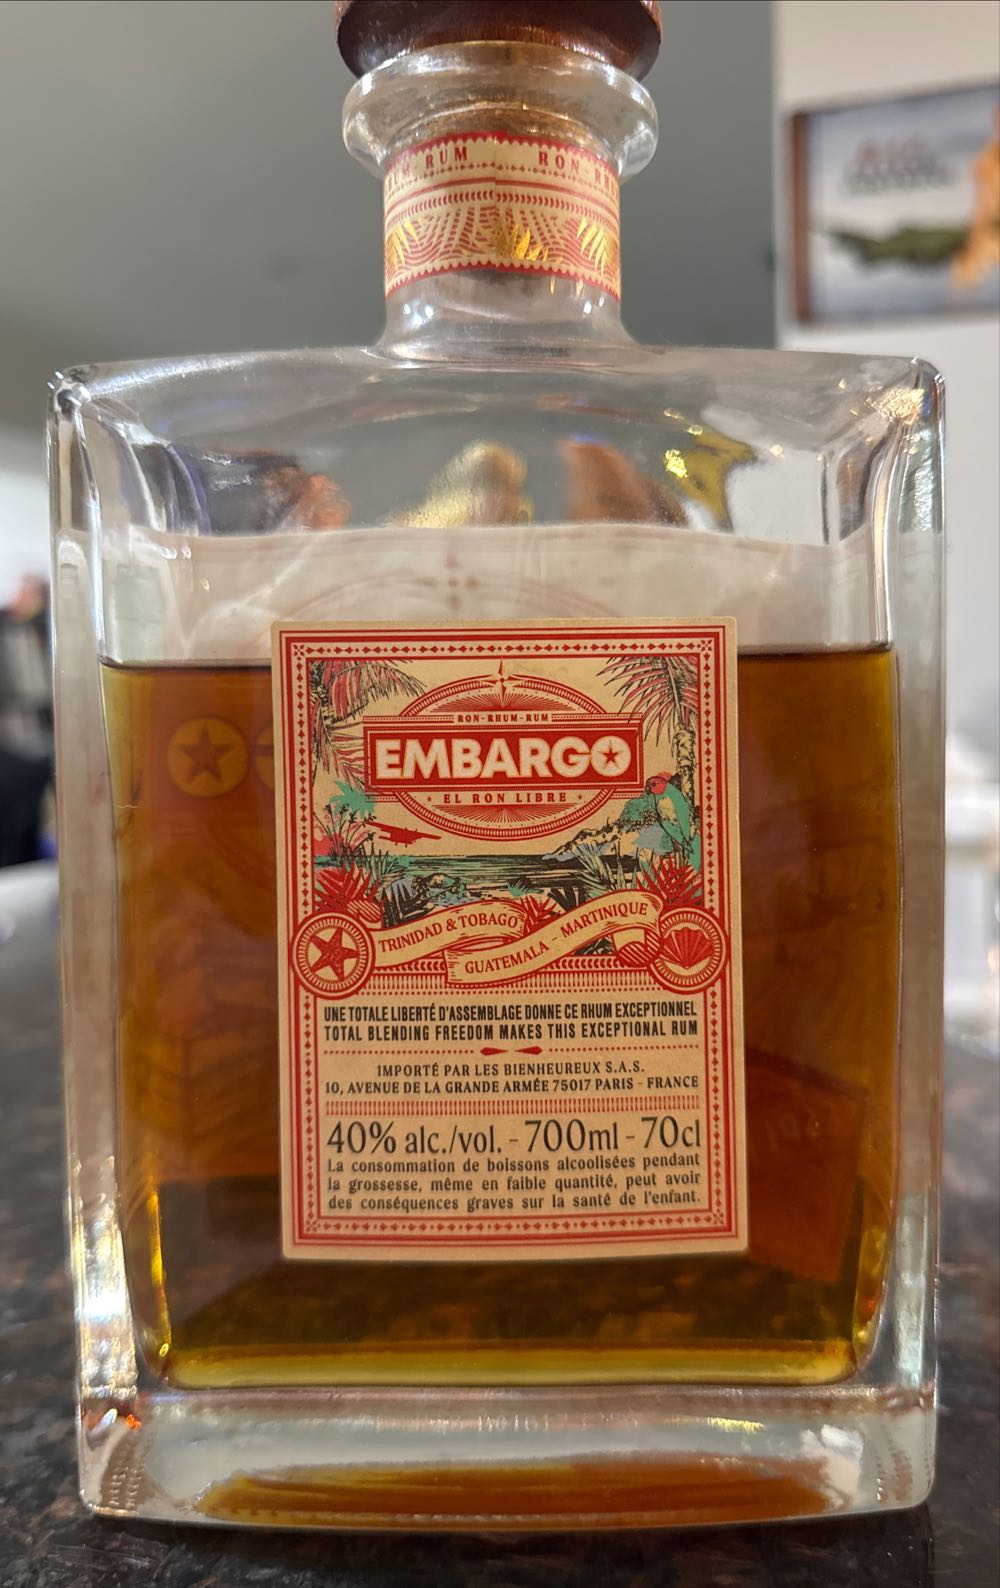 RUM
RON-RH
RON-RHUM-RUM
EMBARGO
EL RON LIBRE
TRINIDAD & TOBAGO
GUATEMALA - MARTINIQUE
UNE TOTALE LIBERTÉ D'ASSEMBLAGE DONNE CE RHUM EXCEPTIONNEL
TOTAL BLENDING FREEDOM MAKES THIS EXCEPTIONAL RUM
IMPORTÉ PAR LES BIENHEUREUX S.A.S.
10, AVENUE DE LA GRANDE ARMÉE 75017 PARIS - FRANCE
40% alc./vol. - 700ml - 70cl
La consommation de boissons alcoolisées pendant
la grossesse, même en faible quantité, peut avoir
des conséquences graves sur la santé de l'enfant.